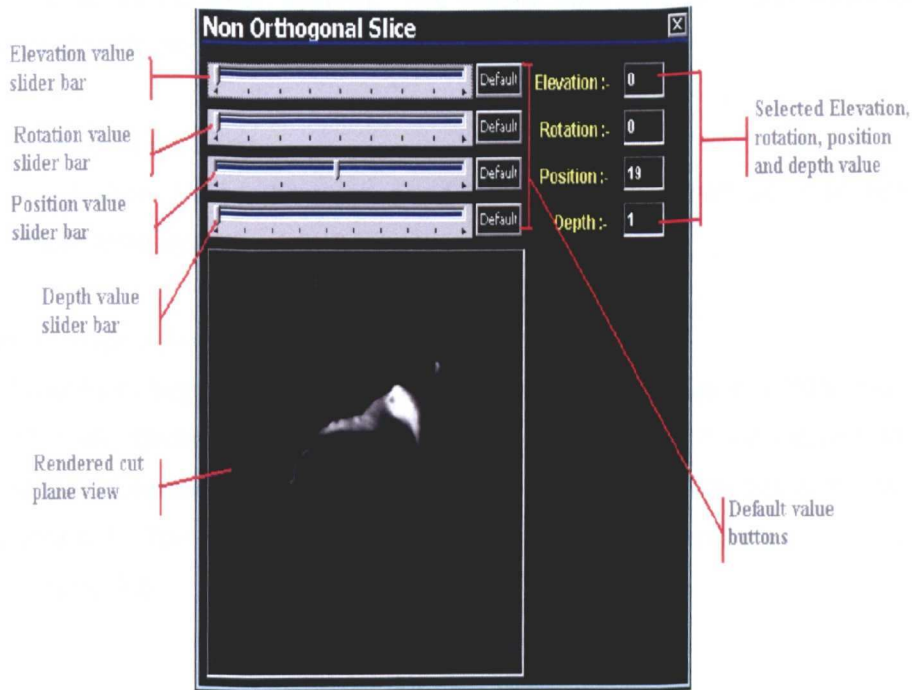 Non Orthogonal Slice
Elevation value
slider bar
Default
Elevation :-
0
Rotation value
slider bar
Default
Rotation :-
0
Selected Elevation,
rotation, position
and depth value
Position value
slider bar
Default
Position :-
19
Default
Depth :-
1
Depth value
slider bar
Rendered cut
plane view
Default value
buttons